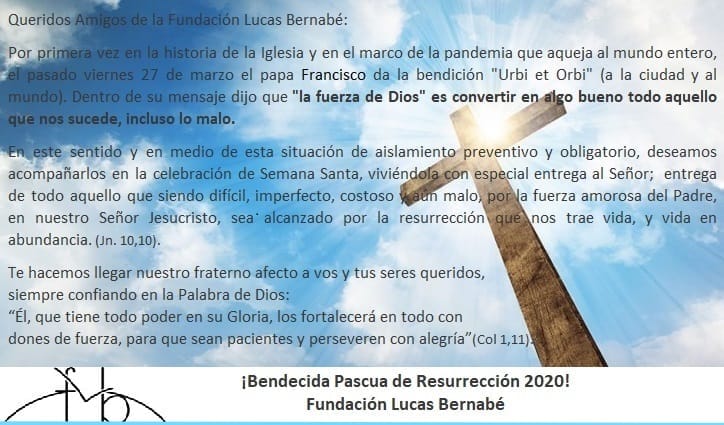 Queridos Amigos de la Fundación Lucas Bernabé:
Por primera vez en la historia de la Iglesia y en el marco de la pandemia que aqueja al mundo entero,
el pasado viernes 27 de marzo el papa Francisco da la bendición "Urbi et Orbi" (a la ciudad y al
mundo). Dentro de su mensaje dijo que "la fuerza de Dios" es convertir en algo bueno todo aquello
que nos sucede, incluso lo malo.
En este sentido y en medio de esta situación de aislamiento preventivo y obligatorio, deseamos
acompañarlos en la celebración de Semana Santa, viviéndola con especial entrega al Señor; entrega
de todo aquello que siendo difícil, imperfecto, costoso y aún malo, por la fuerza amorosa del Padre,
en nuestro Señor Jesucristo, sea alcanzado por la resurrección que nos trae vida, y vida en
abundancia. (Jn. 10,10).
Te hacemos llegar nuestro fraterno afecto a vos y tus seres queridos,
siempre confiando en la Palabra de Dios:
“Él, que tiene todo poder en su Gloria, los fortalecerá en todo con
dones de fuerza, para que sean pacientes y perseveren con alegría”(Col 1,11).
¡Bendecida Pascua de Resurrección 2020!
Fundación Lucas Bernabé